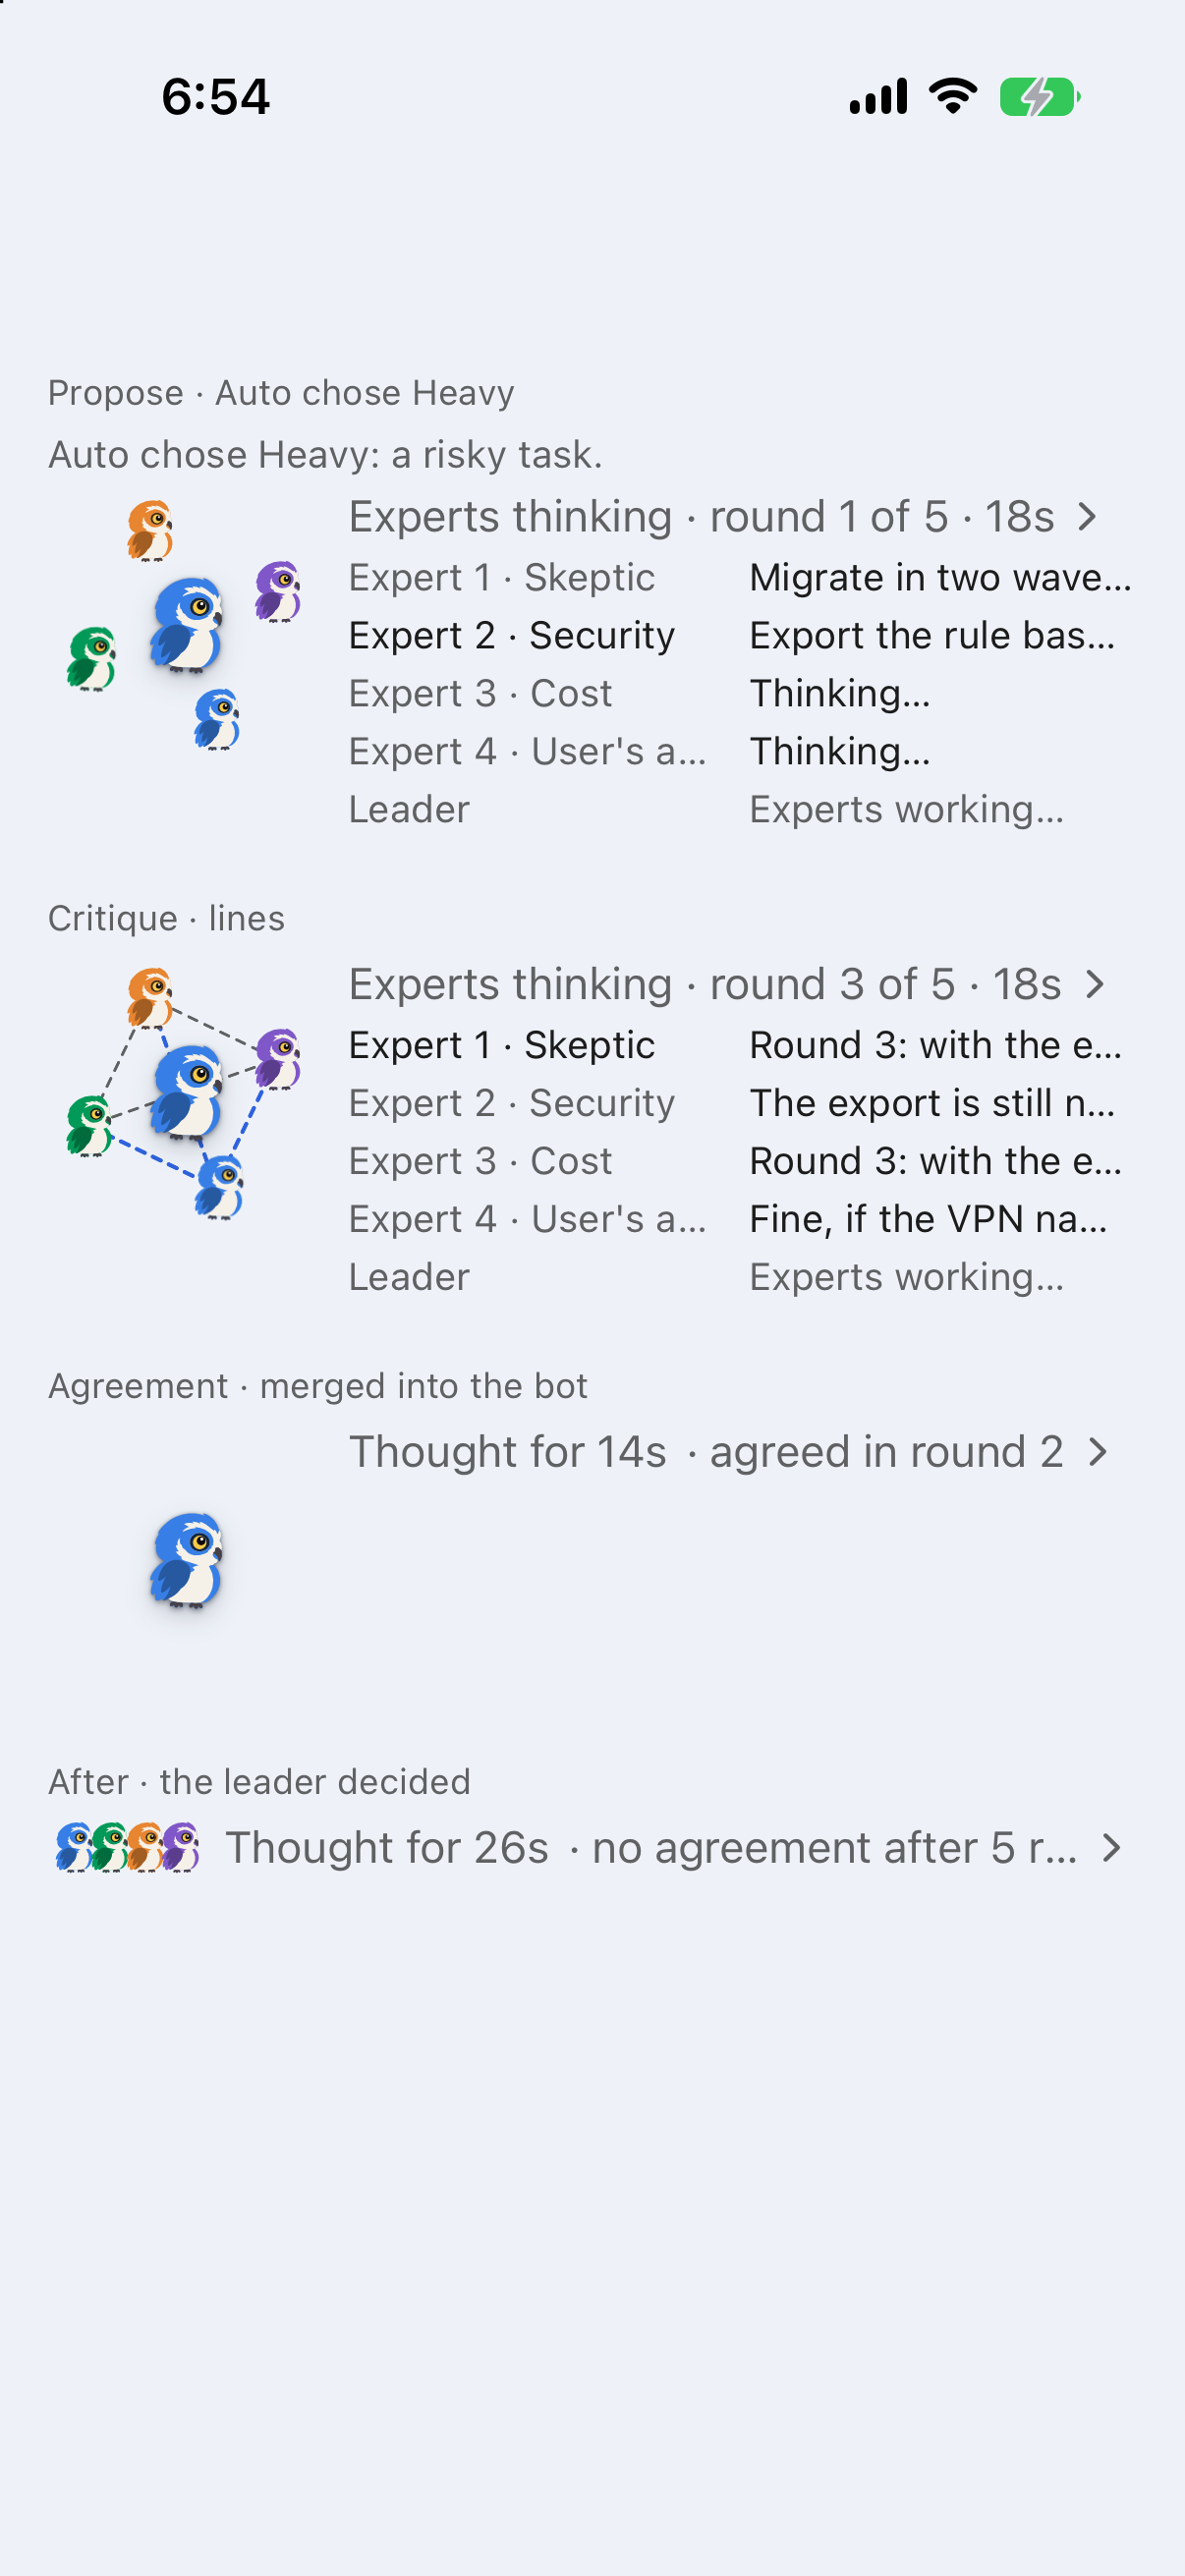 6:54
Propose · Auto chose Heavy
Auto chose Heavy: a risky task.
Experts thinking · round 1 of 5 · 18s
Expert 1 · Skeptic Migrate in two wave...
Expert 2 · Security Export the rule bas...
Expert 3 · Cost Thinking...
Expert 4 · User's a... Thinking...
Leader Experts working...
Critique · lines
Experts thinking · round 3 of 5 · 18s
Expert 1 · Skeptic Round 3: with the e...
Expert 2 · Security The export is still n...
Expert 3 · Cost Round 3: with the e...
Expert 4 · User's a... Fine, if the VPN na...
Leader Experts working...
Agreement · merged into the bot
Thought for 14s · agreed in round 2
After · the leader decided
Thought for 26s · no agreement after 5 r...